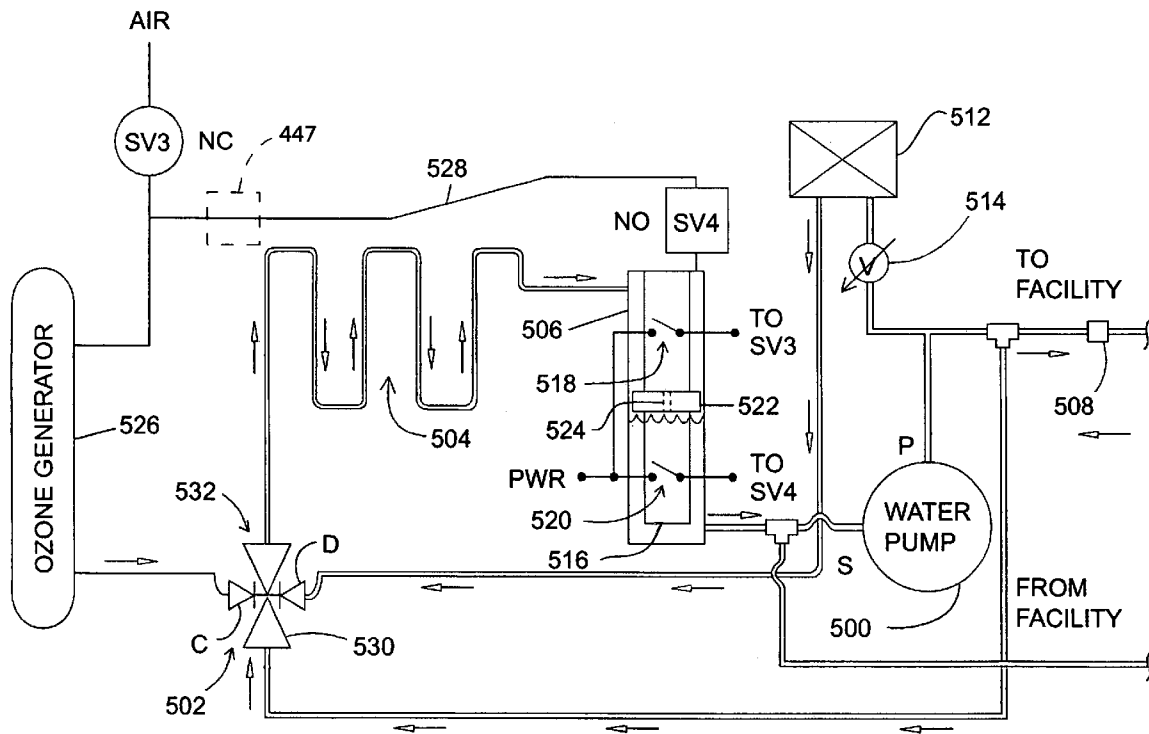 AIR
SV3
NC
447
528
NO
SV4
512
514
V
TO
FACILITY
508
506
TO
SV3
518
524
522
504
PWR
TO
SV4
520
516
P
WATER
PUMP
S
500
FROM
FACILITY
OZONE GENERATOR
526
532
D
C
530
502